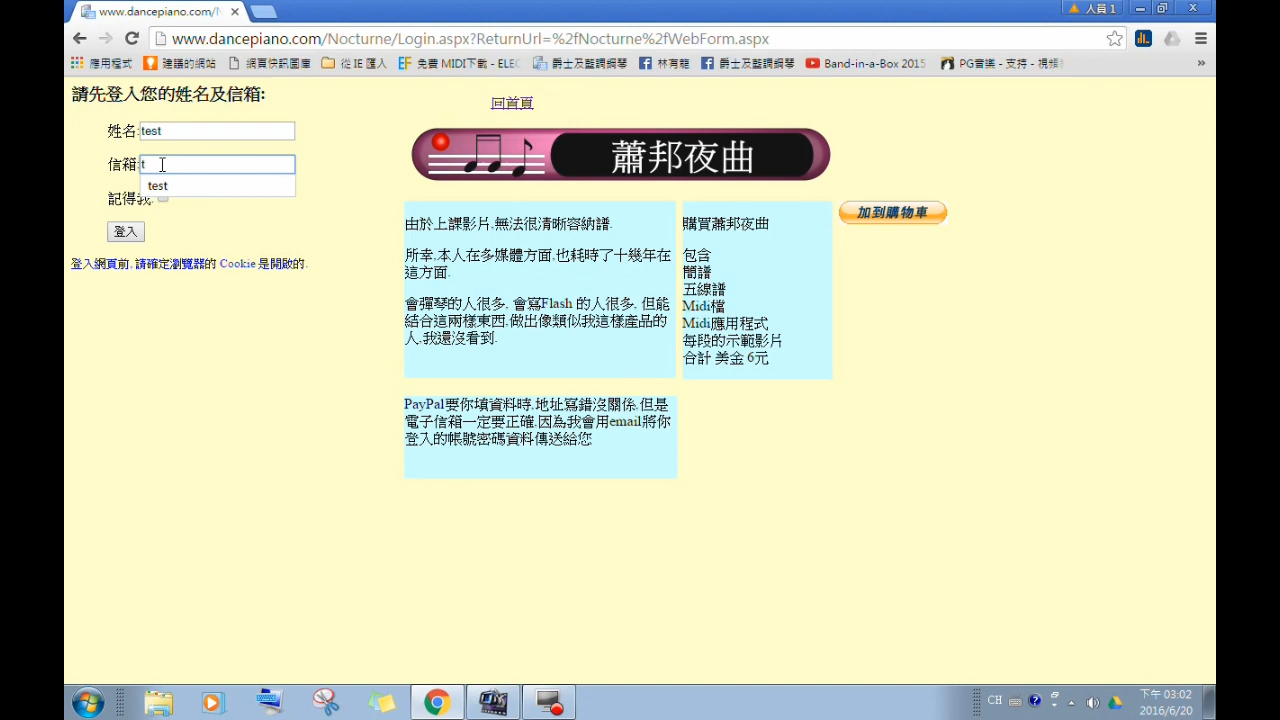 www.dancepiano.com/N
人員 1
www.dancepiano.com/Nocturne/Login.aspx?ReturnUrl=%2fNocturne%2fWebForm.aspx
應用程式 建議的網站 網頁快訊圖庫 從 IE 匯入 免費 MIDI下載 - ELEC 爵士及藍調鋼琴 林有龍 爵士及藍調鋼琴 Band-in-a-Box 2015 PG音樂 - 支持 - 視頻 »
請先登入您的姓名及信箱:
姓名:test
信箱:t
test
記得我.
登入
登入網頁前, 請確定瀏覽器的 Cookie 是開啟的.
回首頁
蕭邦夜曲
由於上課影片,無法很清晰容納譜.
所幸,本人在多媒體方面,也耗時了十幾年在
這方面.
會彈琴的人很多, 會寫Flash 的人很多, 但能
結合這兩樣東西,做出像類似我這樣產品的
人,我還沒看到.
購買蕭邦夜曲
包含
簡譜
五線譜
Midi檔
Midi應用程式
每段的示範影片
合計 美金 6元
加到購物車
PayPal要你填資料時,地址寫錯沒關係,但是
電子信箱一定要正確,因為我會用email將你
登入的帳號密碼資料傳送給您
CH
下午 03:02
2016/6/20